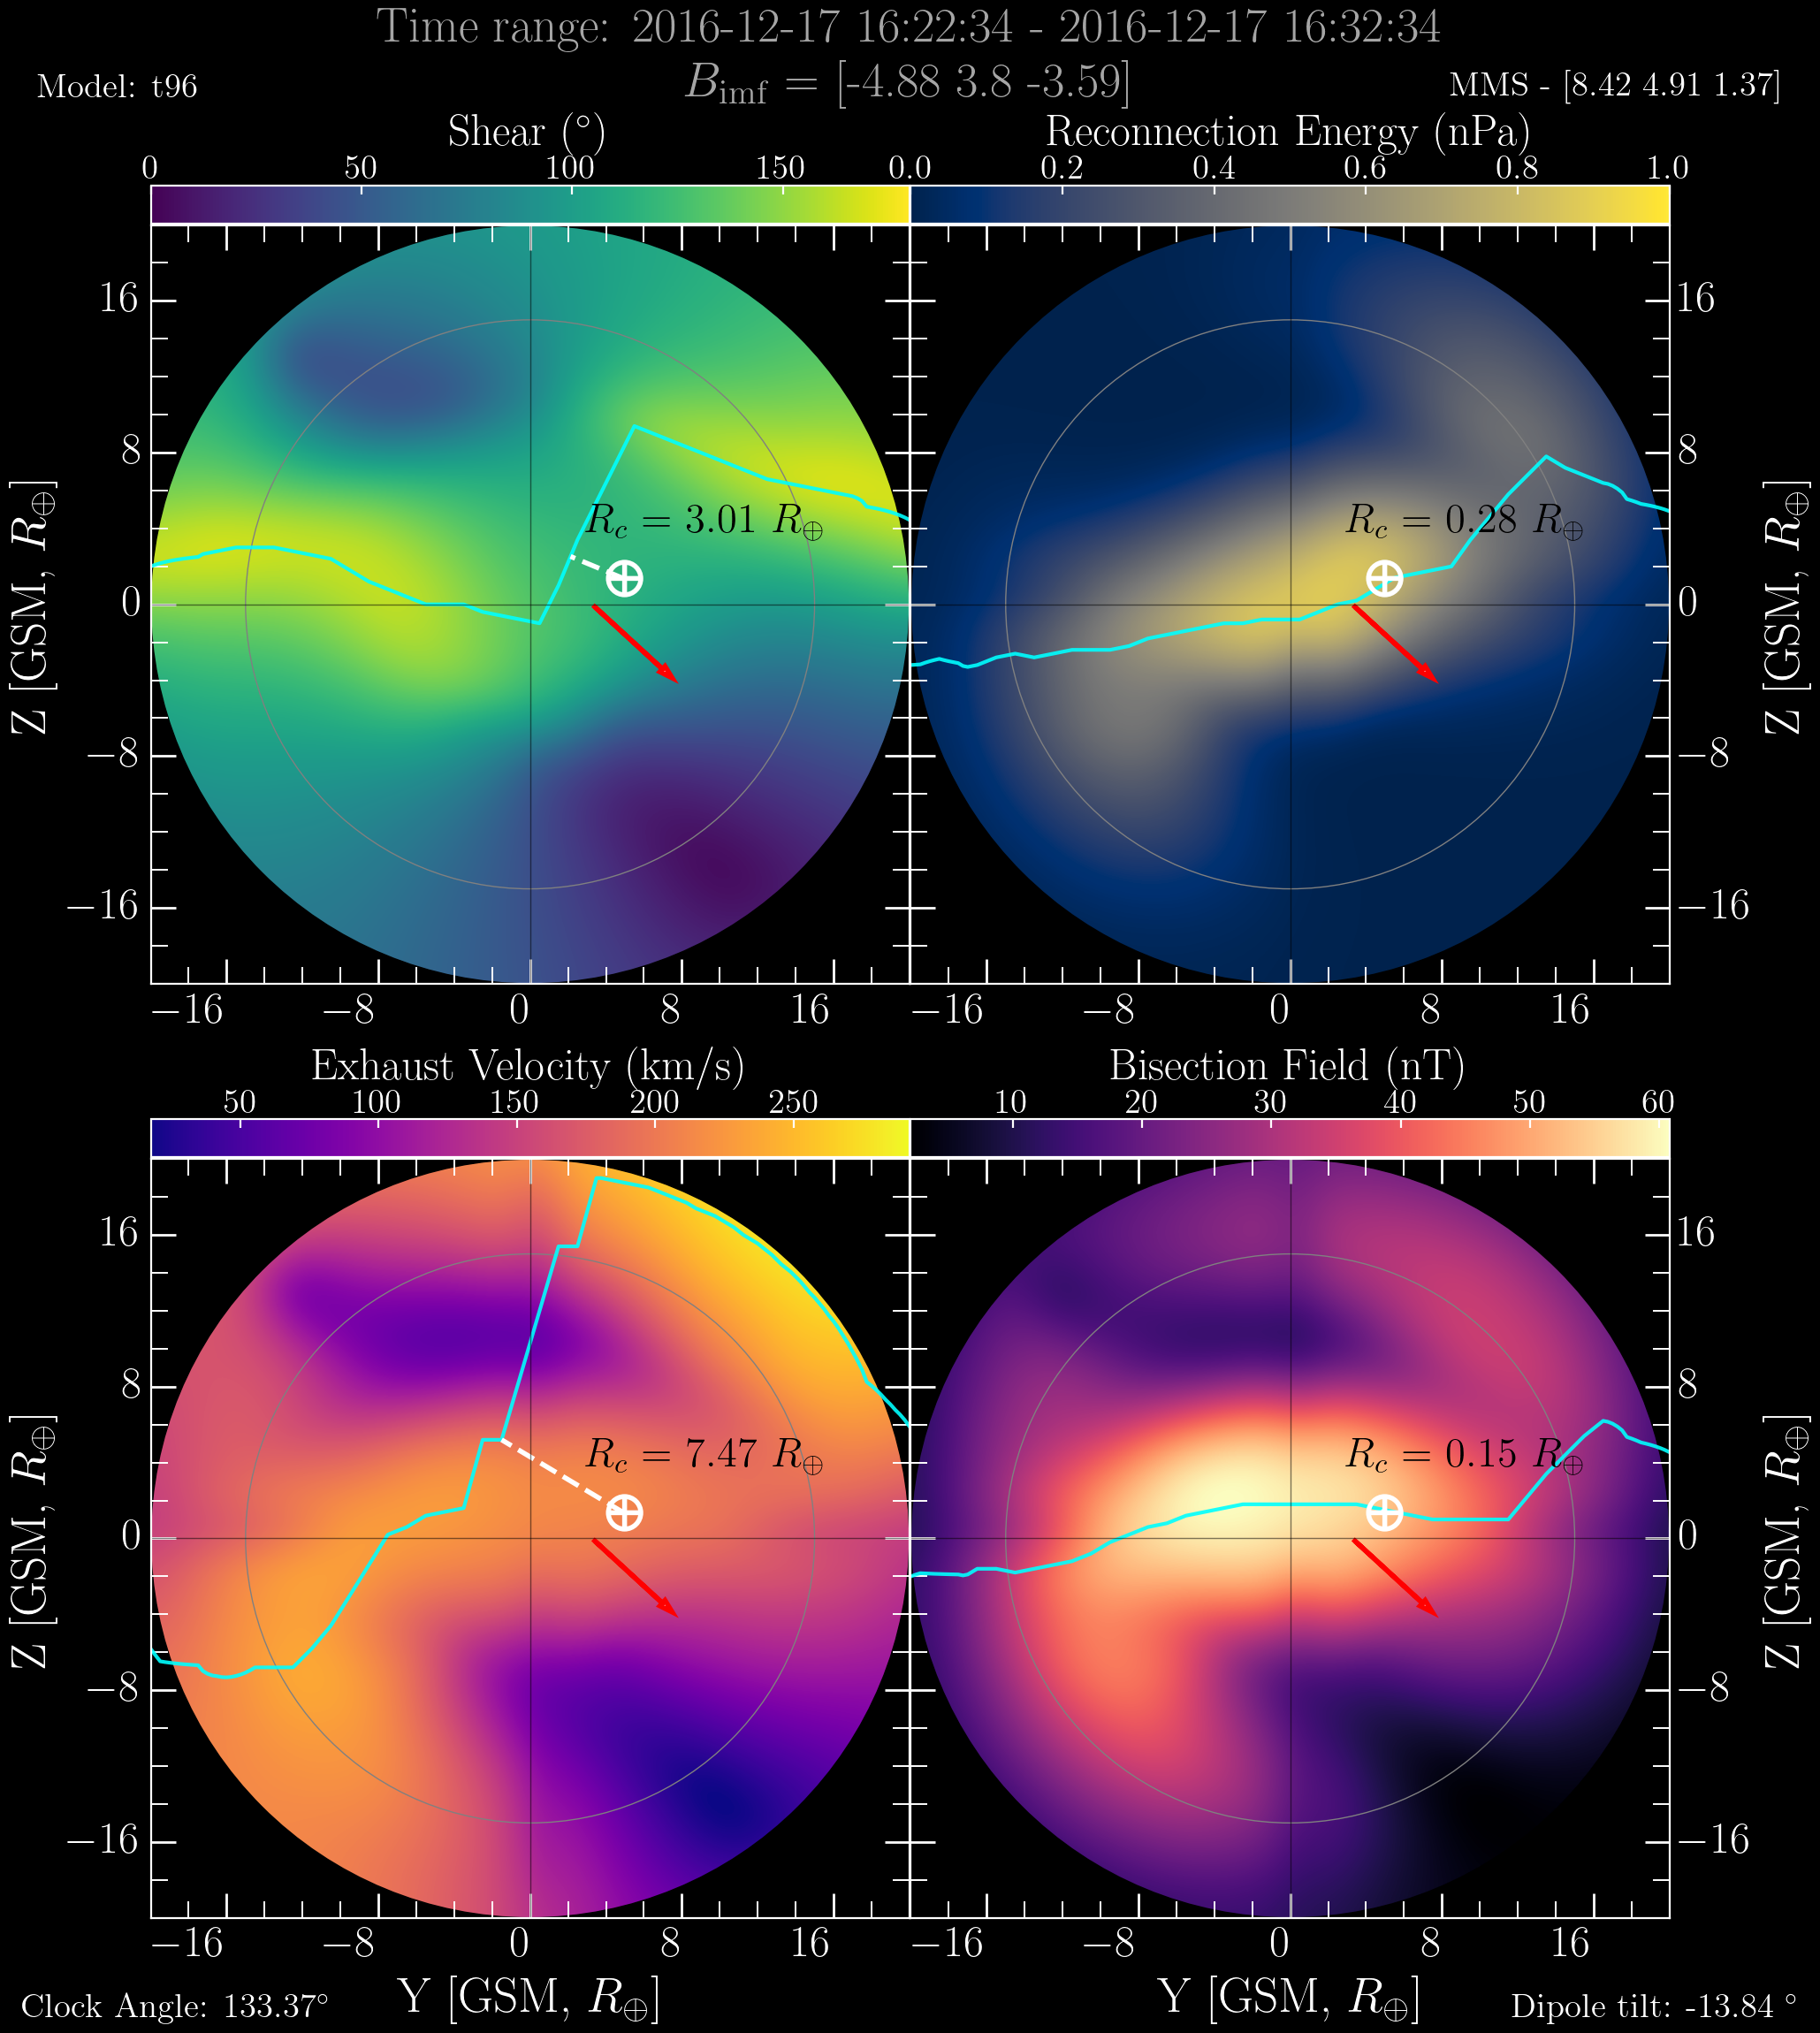 Time range: 2016-12-17 16:22:34 - 2016-12-17 16:32:34
Model: t96
B_imf = [-4.88 3.8 -3.59]
MMS - [8.42 4.91 1.37]
Shear (°)
0 50 100 150
Reconnection Energy (nPa)
0.0 0.2 0.4 0.6 0.8 1.0
Z [GSM, R⊕]
16
8
0
−8
−16
R_c = 3.01 R⊕
−16 −8 0 8 16
R_c = 0.28 R⊕
−16 −8 0 8 16
16
8
0
−8
−16
Z [GSM, R⊕]
Exhaust Velocity (km/s)
50 100 150 200 250
Bisection Field (nT)
10 20 30 40 50 60
Z [GSM, R⊕]
16
8
0
−8
−16
R_c = 7.47 R⊕
−16 −8 0 8 16
Y [GSM, R⊕]
R_c = 0.15 R⊕
−16 −8 0 8 16
Y [GSM, R⊕]
16
8
0
−8
−16
Z [GSM, R⊕]
Clock Angle: 133.37°
Dipole tilt: -13.84 °